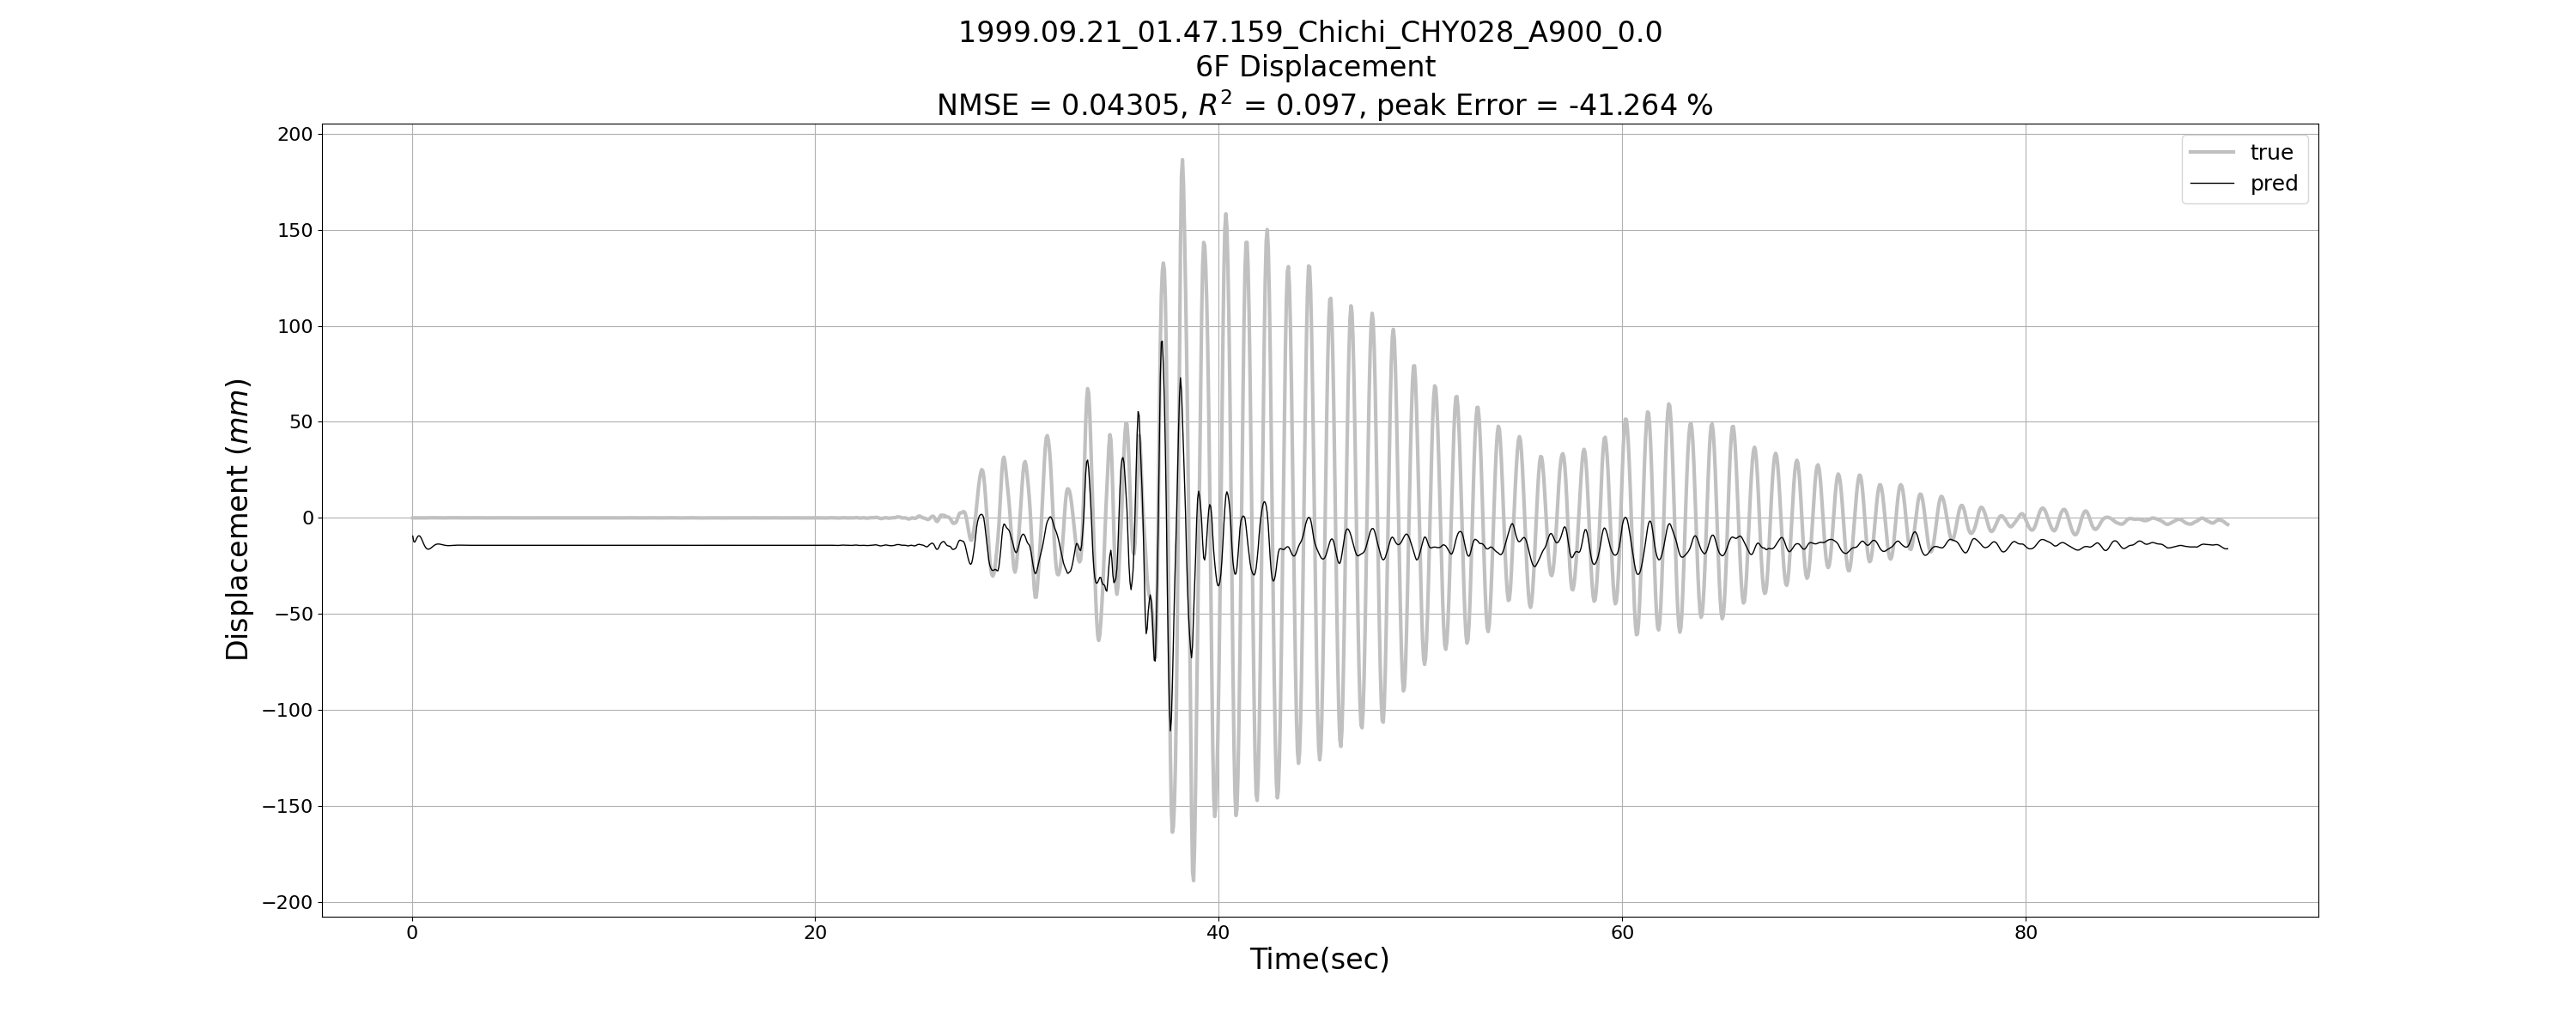 1999.09.21_01.47.159_Chichi_CHY028_A900_0.0
6F Displacement
NMSE = 0.04305, R² = 0.097, peak Error = -41.264 %
true
pred
200
150
100
50
0
−50
−100
−150
−200
Displacement (mm)
0
20
40
60
80
Time(sec)